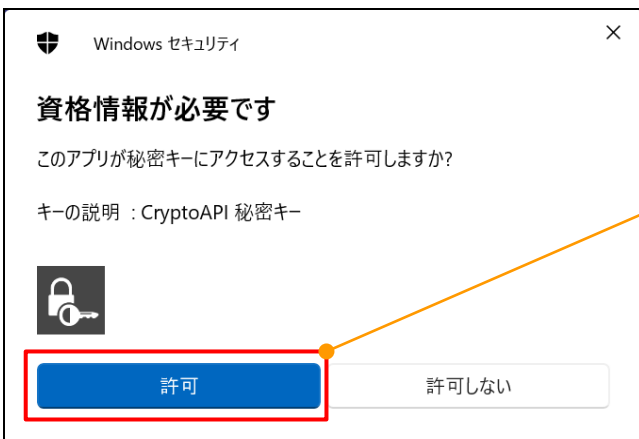 Windows セキュリティ
資格情報が必要です
このアプリが秘密キーにアクセスすることを許可しますか?
キーの説明 : CryptoAPI 秘密キー
許可
許可しない